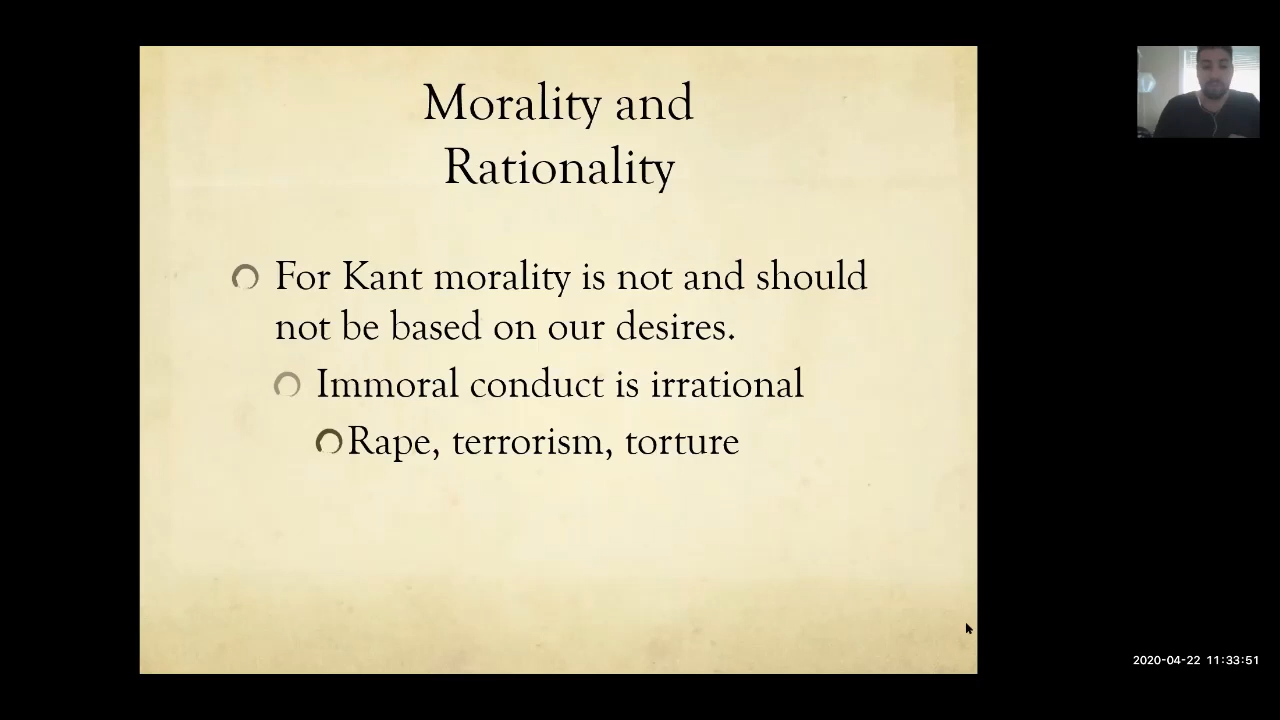 Morality and
Rationality
For Kant morality is not and should
not be based on our desires.
Immoral conduct is irrational
Rape, terrorism, torture
2020-04-22 11:33:51